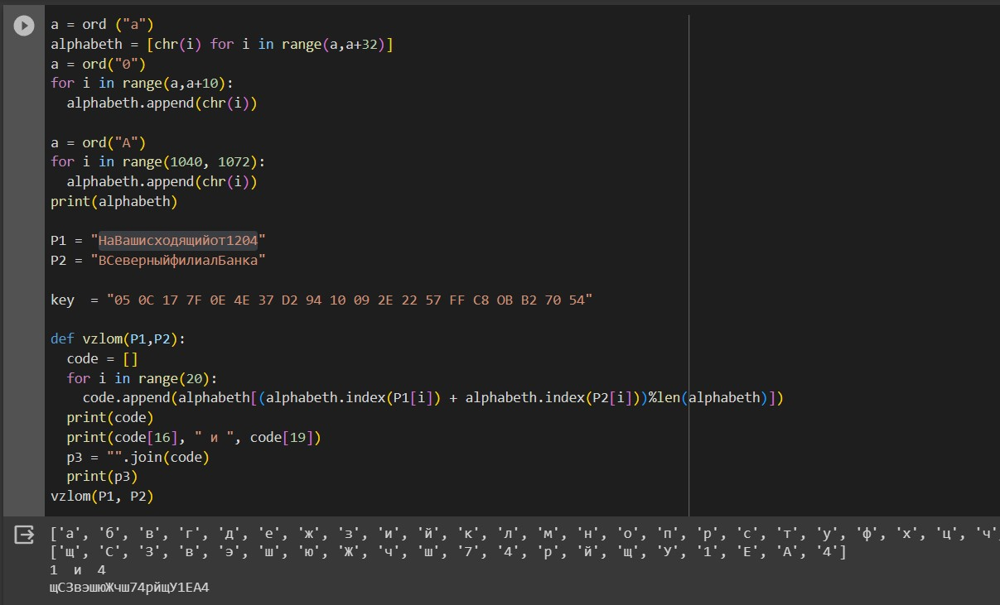 a = ord ("а")
alphabeth = [chr(i) for i in range(a,a+32)]
a = ord("0")
for i in range(a,a+10):
  alphabeth.append(chr(i))
a = ord("А")
for i in range(1040, 1072):
  alphabeth.append(chr(i))
print(alphabeth)
P1 = "НаВашисходящийот1204"
P2 = "ВСеверныйфилиалБанка"
key  = "05 0C 17 7F 0E 4E 37 D2 94 10 09 2E 22 57 FF C8 OB B2 70 54"
def vzlom(P1,P2):
  code = []
  for i in range(20):
    code.append(alphabeth[(alphabeth.index(P1[i]) + alphabeth.index(P2[i]))%len(alphabeth)])
  print(code)
  print(code[16], " и ", code[19])
  p3 = "".join(code)
  print(p3)
vzlom(P1, P2)
['а', 'б', 'в', 'г', 'д', 'е', 'ж', 'з', 'и', 'й', 'к', 'л', 'м', 'н', 'о', 'п', 'р', 'с', 'т', 'у', 'ф', 'х', 'ц', 'ч',
['щ', 'С', 'З', 'в', 'э', 'ш', 'ю', 'Ж', 'ч', 'ш', '7', '4', 'р', 'й', 'щ', 'У', '1', 'Е', 'А', '4']
1  и  4
щСЗвэшюЖчш74рйщУ1ЕА4